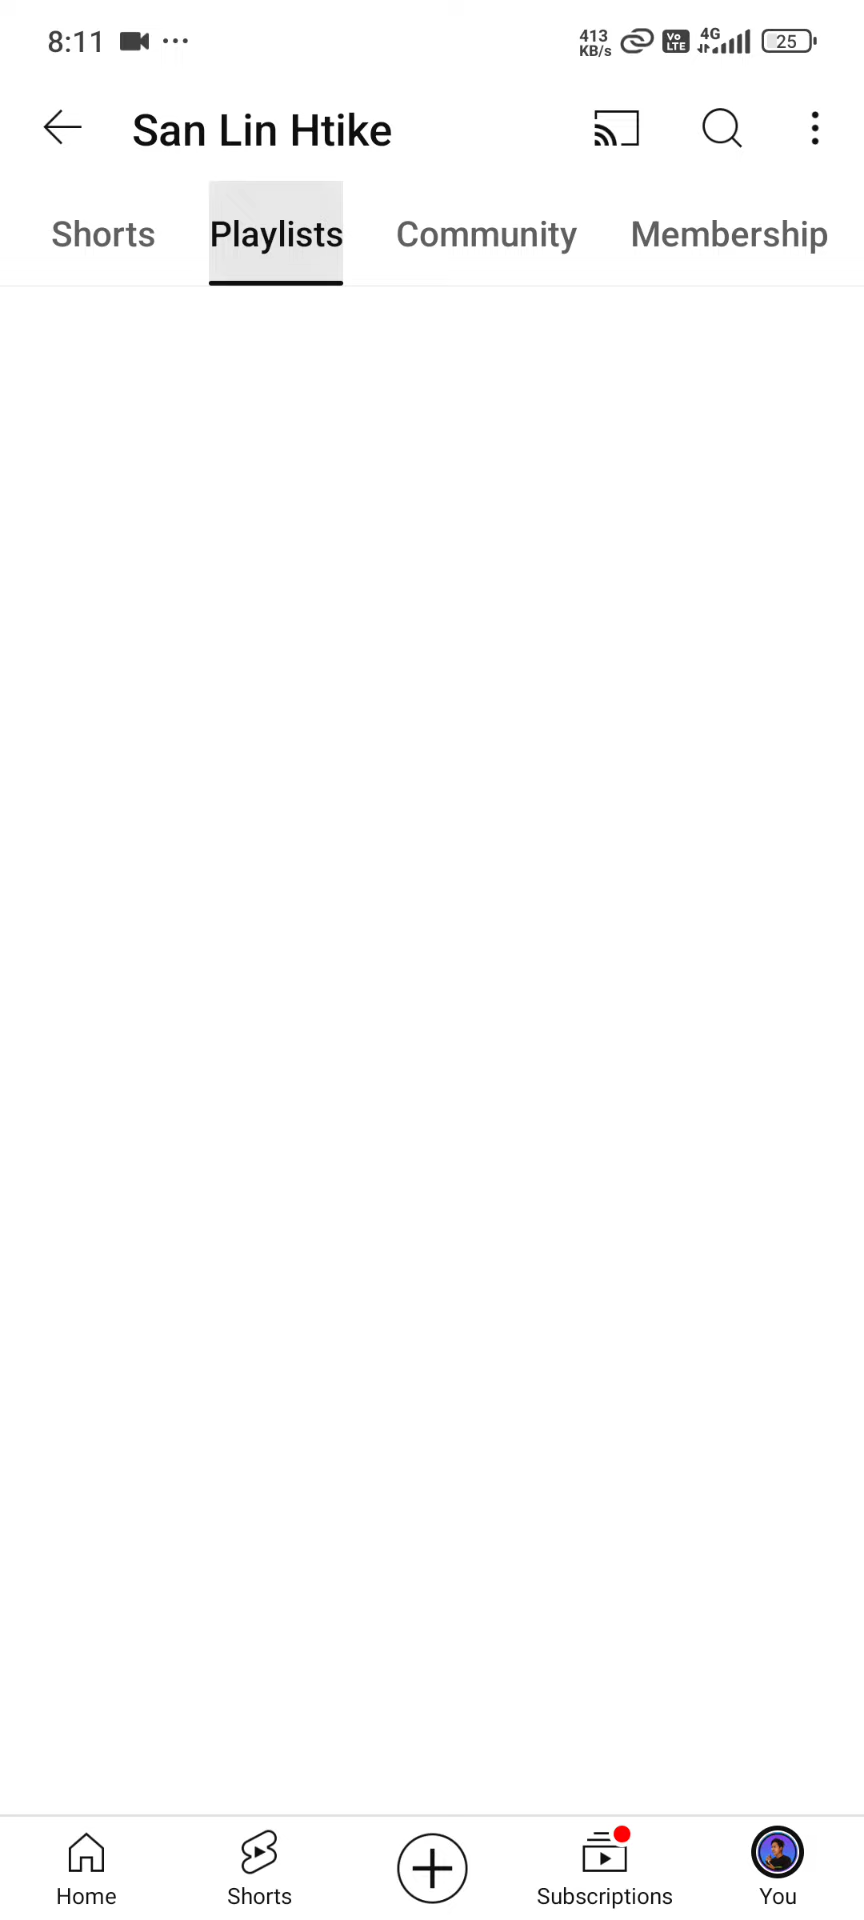 8:11 413 KB/s Vo LTE 4G 25
San Lin Htike
Shorts Playlists Community Membership
Home Shorts Subscriptions You